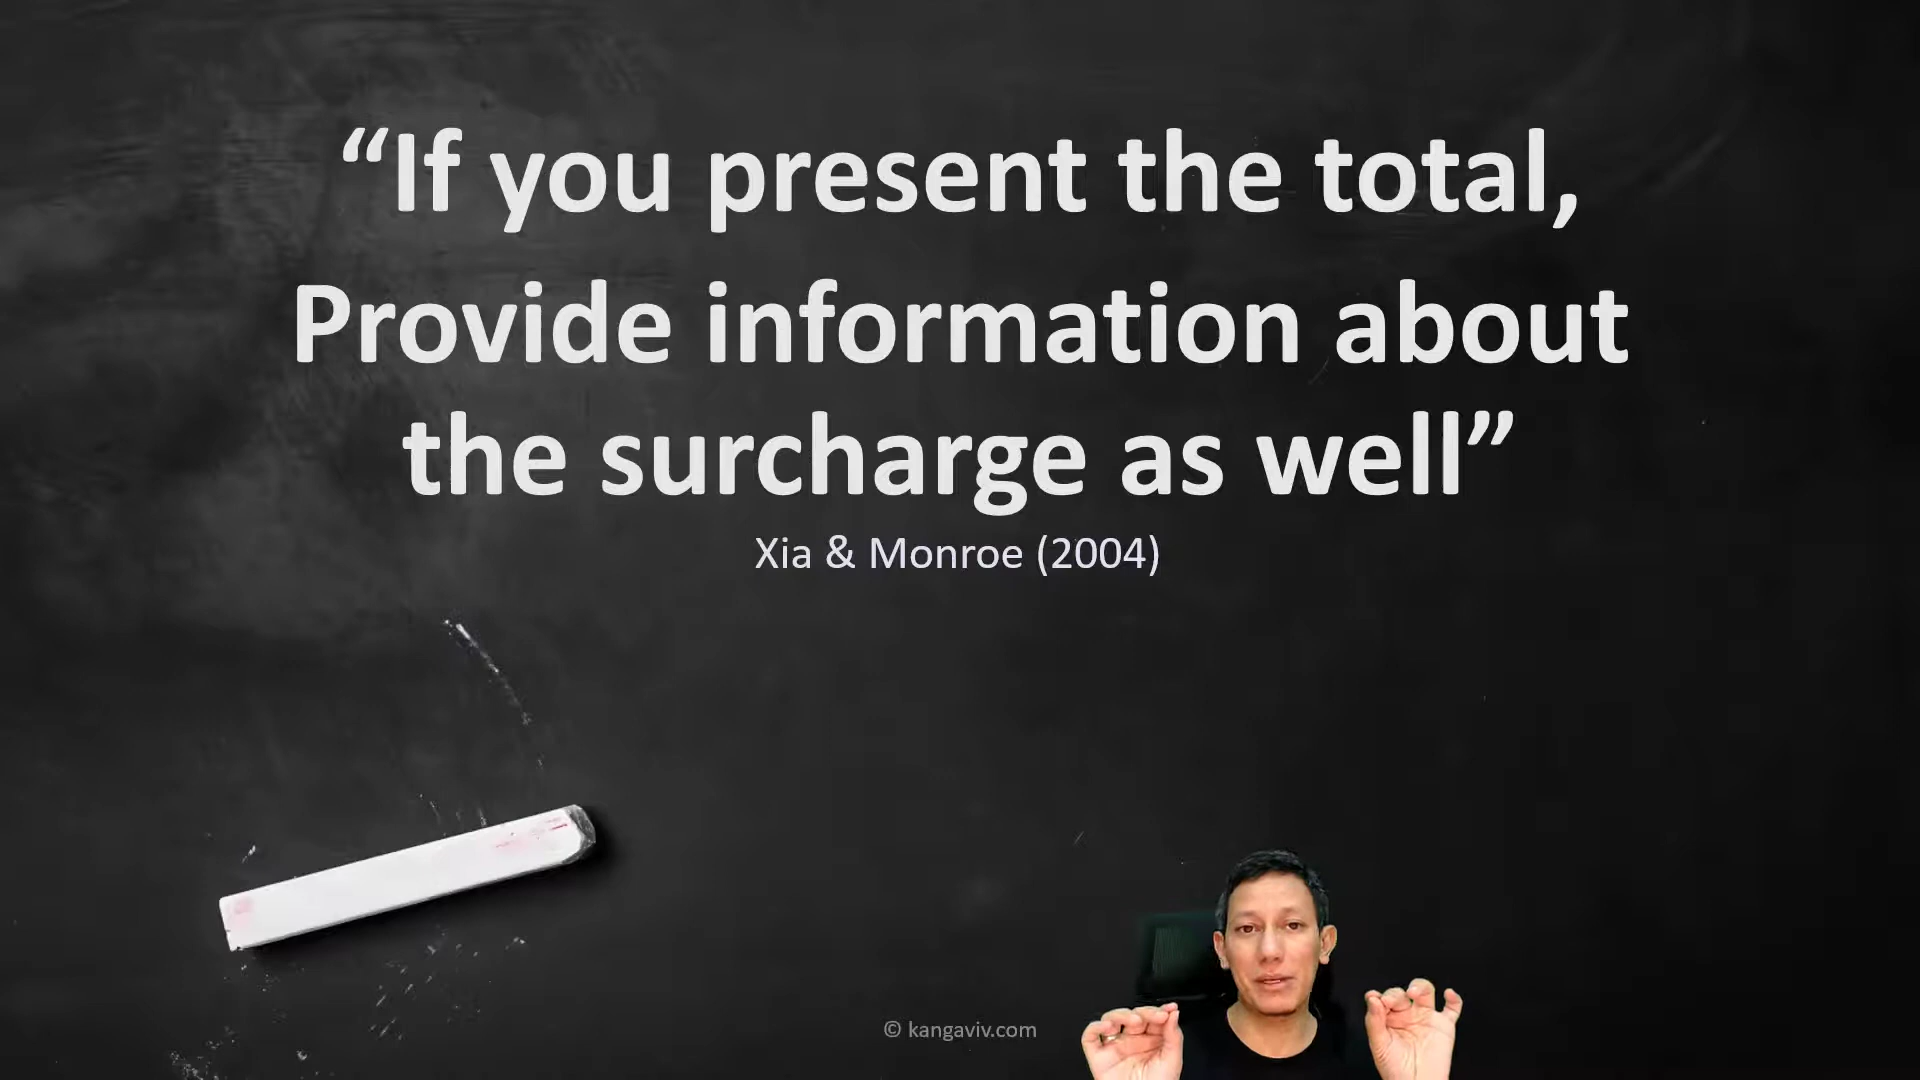 “If you present the total,
Provide information about
the surcharge as well”
Xia & Monroe (2004)
© kangaviv.com